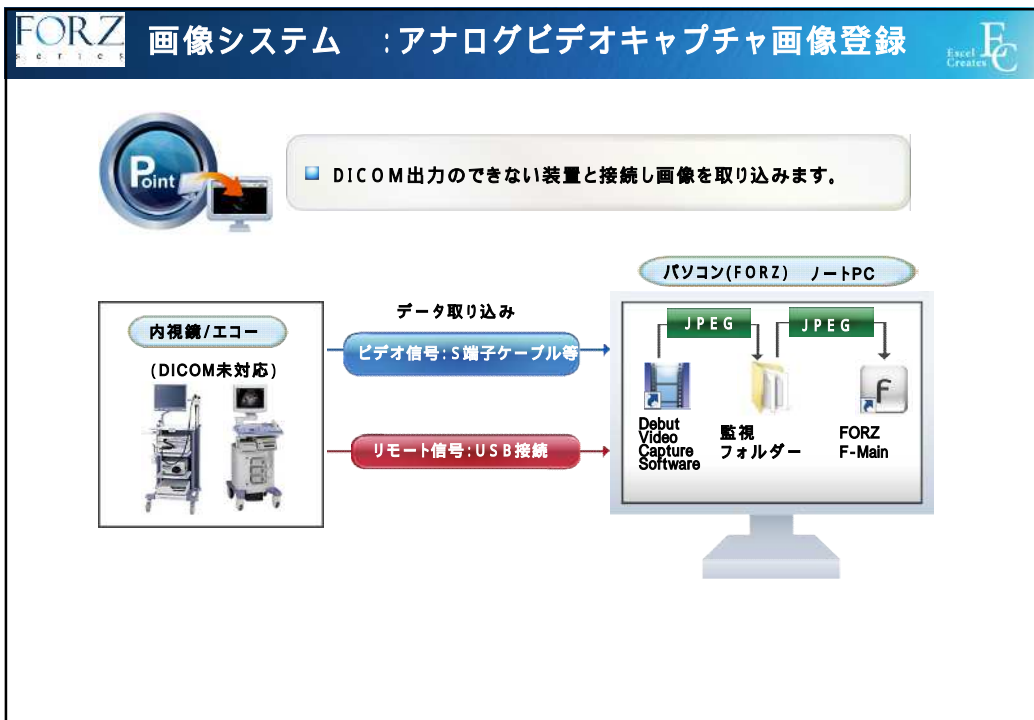 FORZ
series
画像システム :アナログビデオキャプチャ画像登録
Excel
Creates
EC
Point
DICOM出力のできない装置と接続し画像を取り込みます。
パソコン(FORZ) ノートPC
データ取り込み
内視鏡/エコー
(DICOM未対応)
ビデオ信号:S端子ケーブル等
リモート信号:USB接続
JPEG
JPEG
Debut
Video
Capture
Software
監視
フォルダー
F
FORZ
F-Main